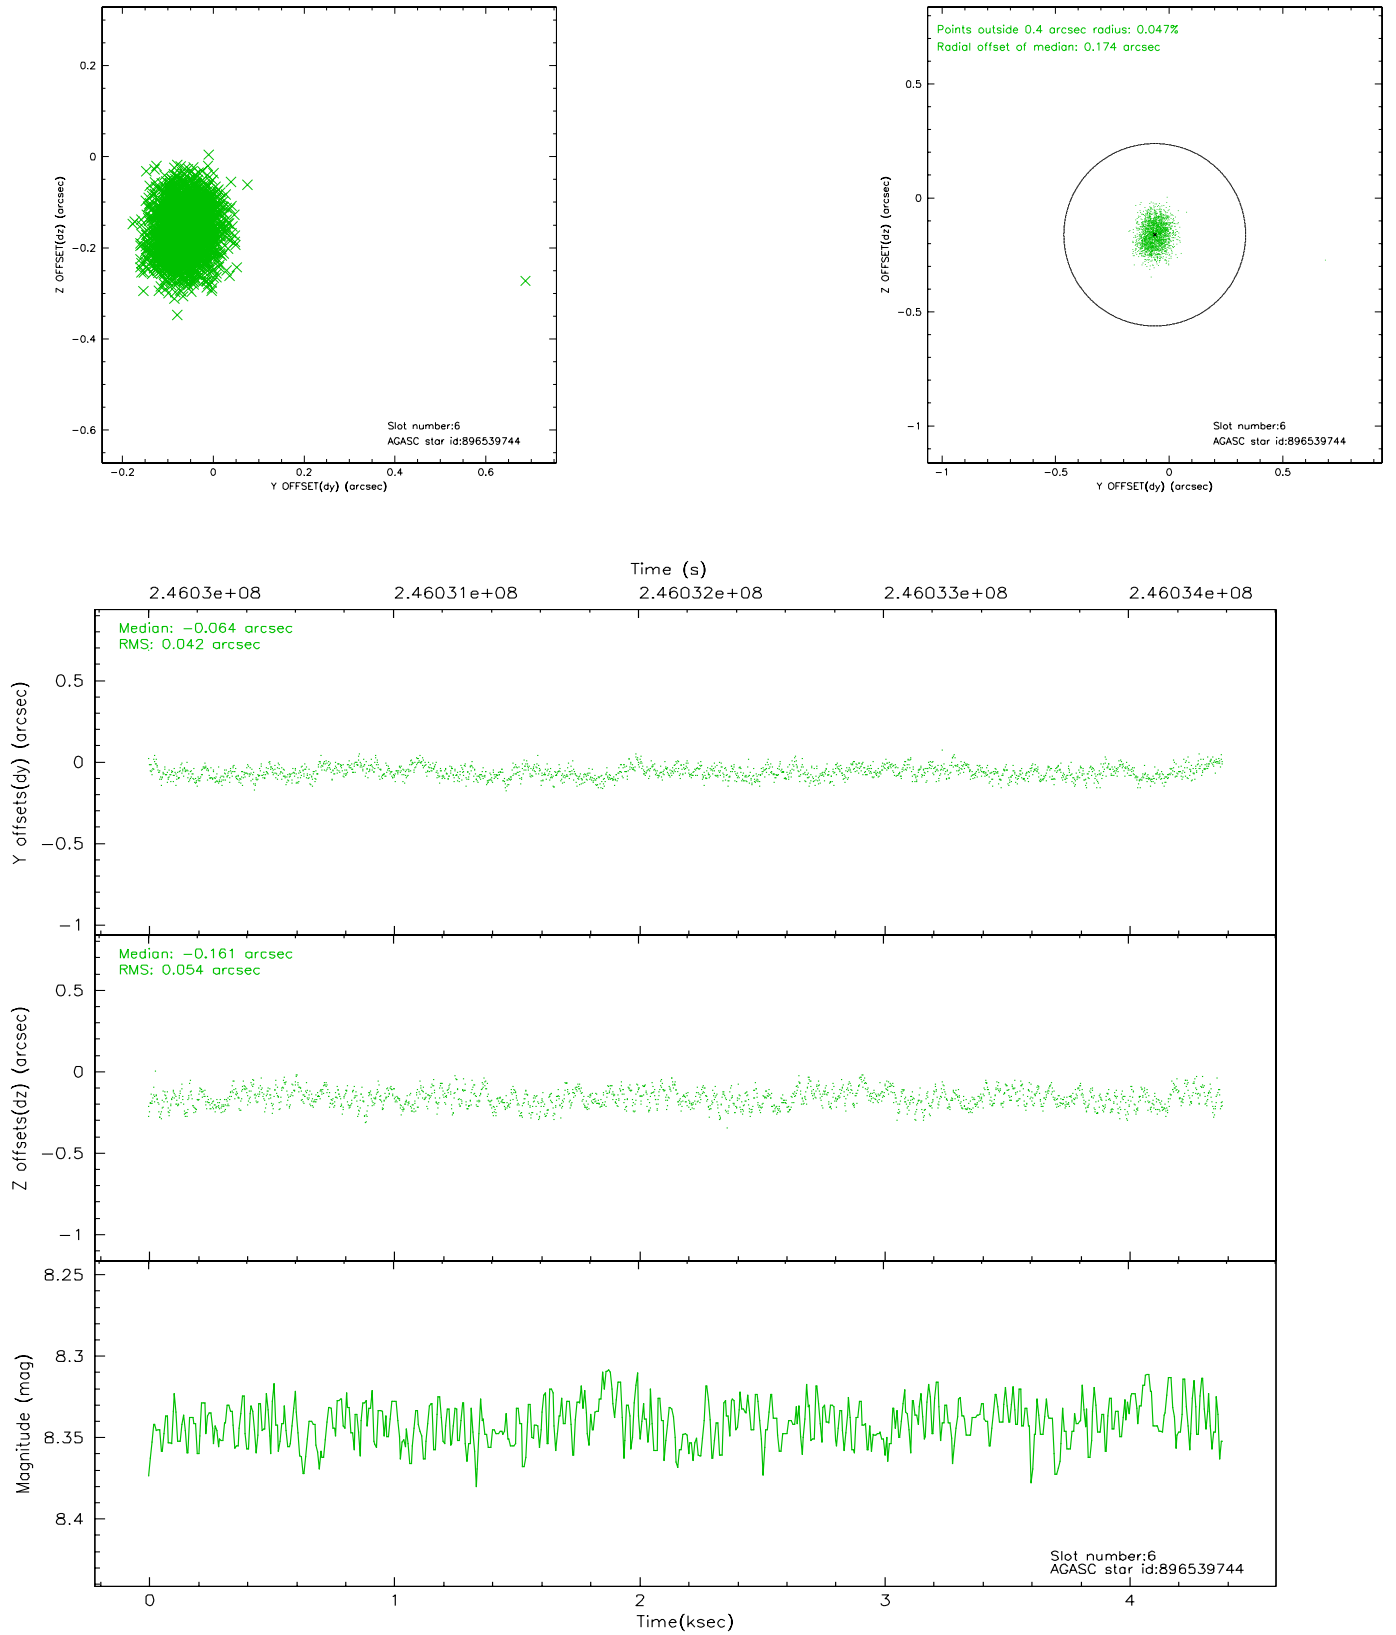 0.2
0
-0.2
-0.4
-0.6
Z OFFSET(dz) (arcsec)
Slot number:6
AGASC star id:896539744
-0.2 0 0.2 0.4 0.6
Y OFFSET(dy) (arcsec)
Points outside 0.4 arcsec radius: 0.047%
Radial offset of median: 0.174 arcsec
0.5
0
-0.5
-1
Z OFFSET(dz) (arcsec)
Slot number:6
AGASC star id:896539744
-1 -0.5 0 0.5
Y OFFSET(dy) (arcsec)
Time (s)
2.4603e+08 2.46031e+08 2.46032e+08 2.46033e+08 2.46034e+08
Median: -0.064 arcsec
RMS: 0.042 arcsec
0.5
0
-0.5
-1
Y offsets(dy) (arcsec)
Median: -0.161 arcsec
RMS: 0.054 arcsec
0.5
0
-0.5
-1
Z offsets(dz) (arcsec)
8.25
8.3
8.35
8.4
Magnitude (mag)
Slot number:6
AGASC star id:896539744
0 1 2 3 4
Time(ksec)